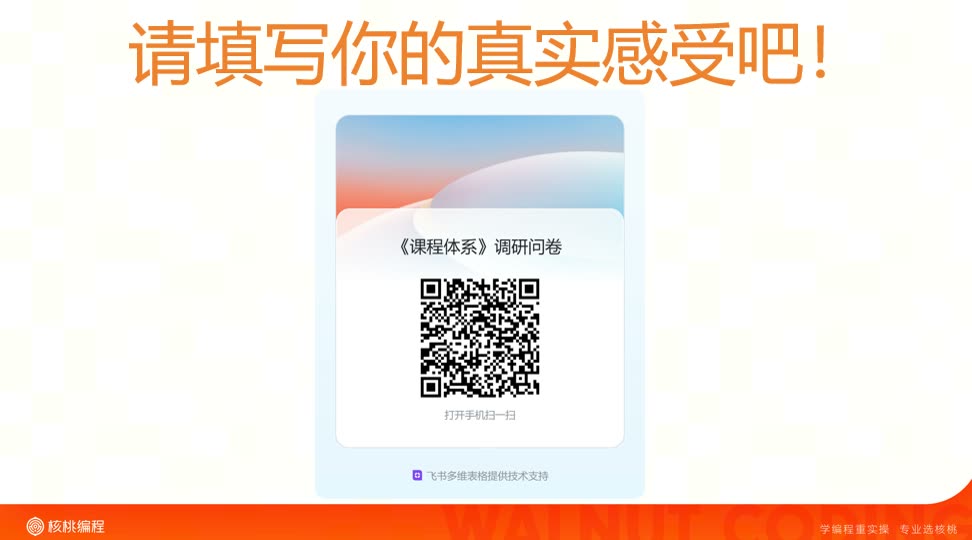 请填写你的真实感受吧！
《课程体系》调研问卷
打开手机扫一扫
飞书多维表格提供技术支持
核桃编程
WALNUT CODING
学编程重实操 专业选核桃